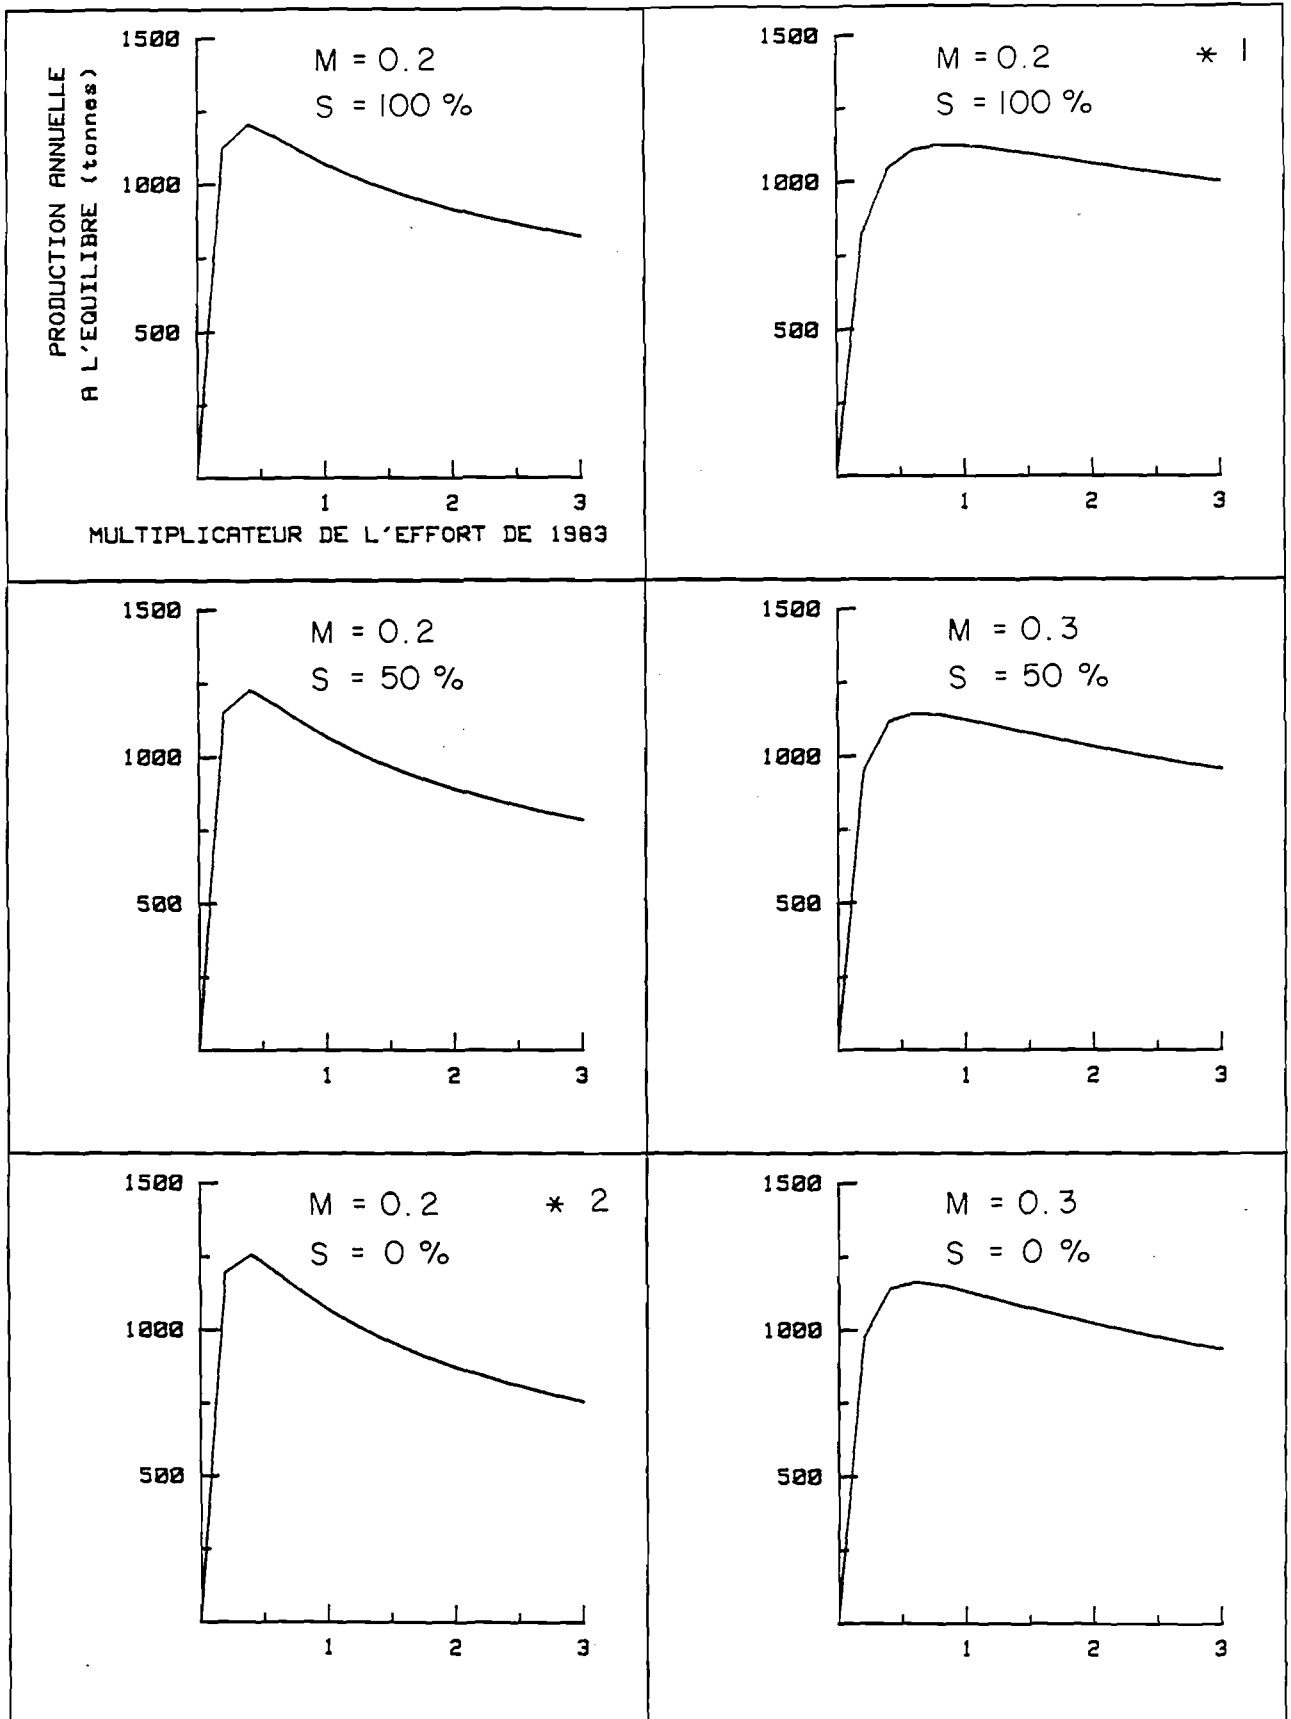 PRODUCTION ANNUELLE
A L'EQUILIBRE (tonnes)
1500
1000
500
M = 0.2
S = 100 %
1
2
3
MULTIPLICATEUR DE L'EFFORT DE 1983
1500
1000
500
M = 0.2
S = 100 %
* 1
1
2
3
1500
1000
500
M = 0.2
S = 50 %
1
2
3
1500
1000
500
M = 0.3
S = 50 %
1
2
3
1500
1000
500
M = 0.2
S = 0 %
* 2
1
2
3
1500
1000
500
M = 0.3
S = 0 %
1
2
3